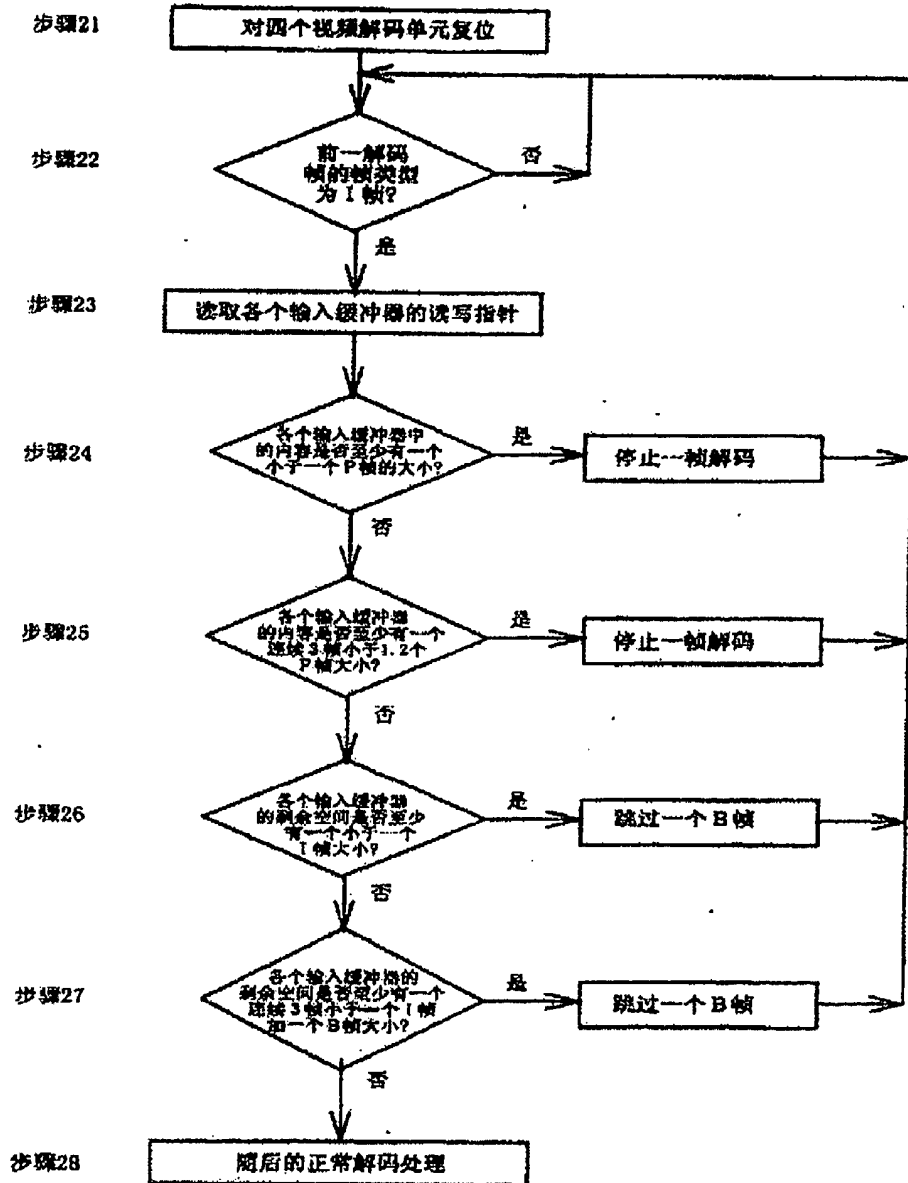 步骤21
对四个视频解码单元复位
步骤22
前一解码
帧的帧类型
为 I 帧?
否
是
步骤23
读取各个输入缓冲器的读写指针
步骤24
各个输入缓冲器中
的内容是否至少有一个
小于一个 P 帧的大小?
是
停止一帧解码
否
步骤25
各个输入缓冲器
的内容是否至少有一个
连续 3 帧小于1.2个
P 帧大小?
是
停止一帧解码
否
步骤26
各个输入缓冲器
的剩余空间是否至少
有一个小于一个
I 帧大小?
是
跳过一个 B 帧
否
步骤27
各个输入缓冲器的
剩余空间是否至少有一个
连续 3 帧小于一个 I 帧
加一个 B 帧大小?
是
跳过一个 B 帧
否
步骤28
随后的正常解码处理